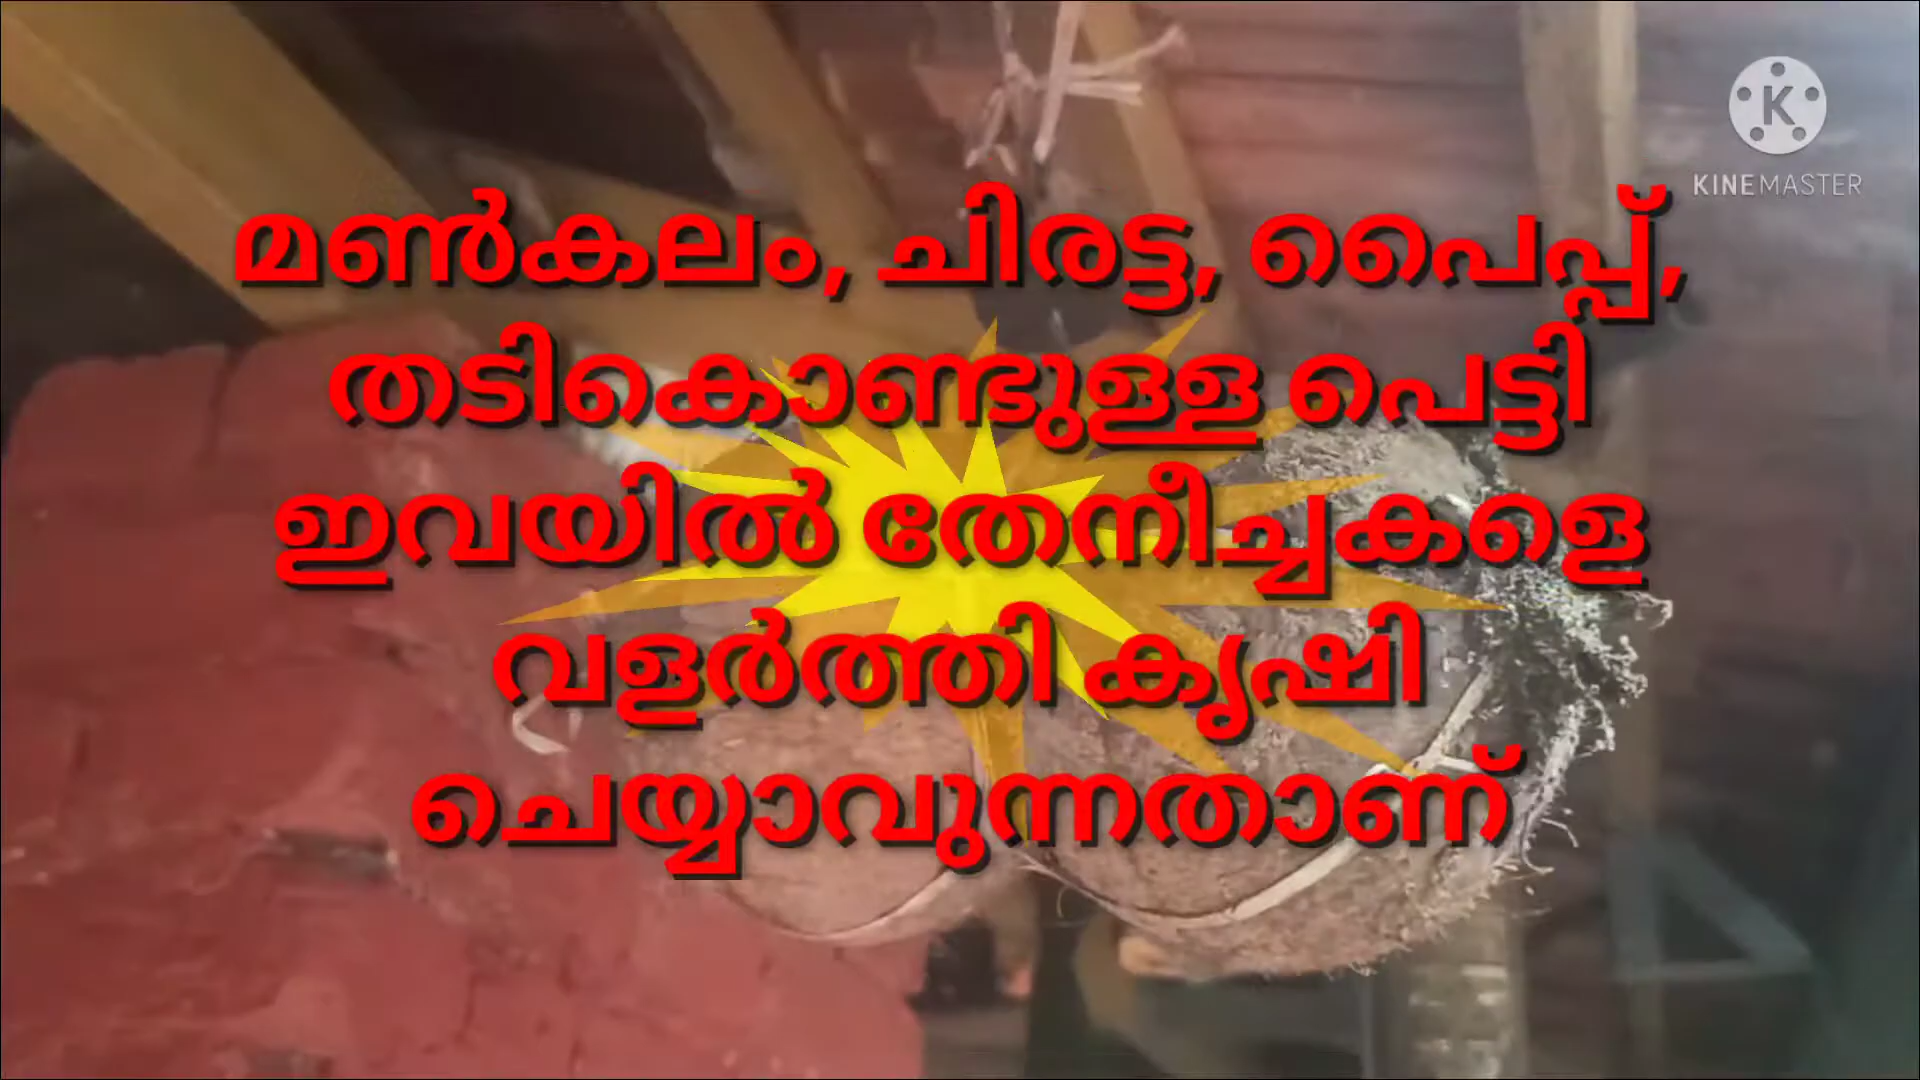 KINEMASTER
മൺകലം, ചിരട്ട, പൈപ്പ്,
തടികൊണ്ടുള്ള പെട്ടി
ഇവയിൽ തേനീച്ചകളെ
വളർത്തി കൃഷി
ചെയ്യാവുന്നതാണ്